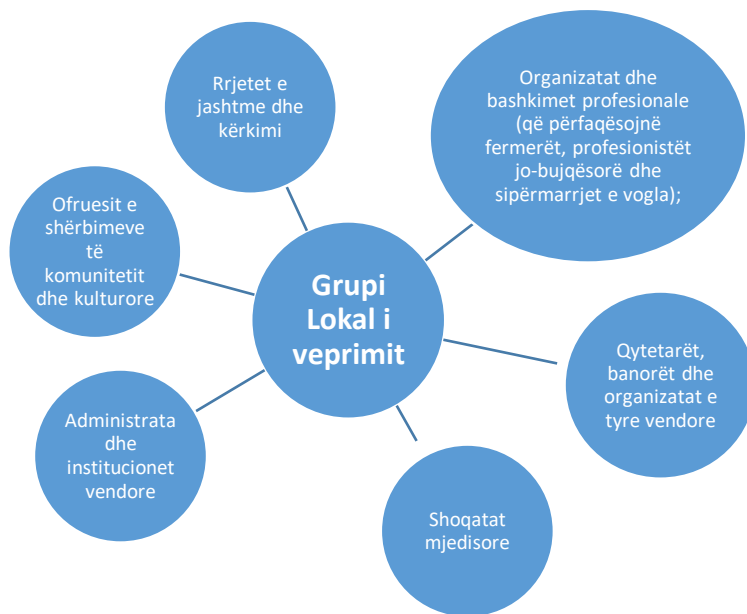 Rrjetet e
jashtme dhe
kërkimi
Organizatat dhe
bashkimet profesionale
(që përfaqësojnë
fermerët, profesionistët
jo-bujqësorë dhe
sipërmarrjet e vogla);
Ofruesit e
shërbimeve
të
komunitetit
dhe kulturore
Grupi
Lokal i
veprimit
Qytetarët,
banorët dhe
organizatat e
tyre vendore
Administrata
dhe
institucionet
vendore
Shoqatat
mjedisore